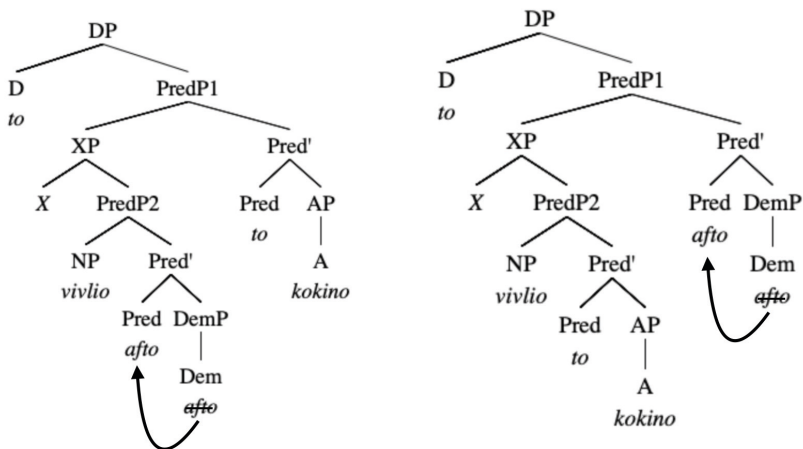 DP DP
D PredP1 D PredP1
to to
XP Pred' XP Pred'
X PredP2 Pred AP X PredP2 Pred DemP
to afto
NP Pred' A NP Pred' Dem
vivlio kokino vivlio afto
Pred DemP Pred AP
afto to
Dem A
afto kokino